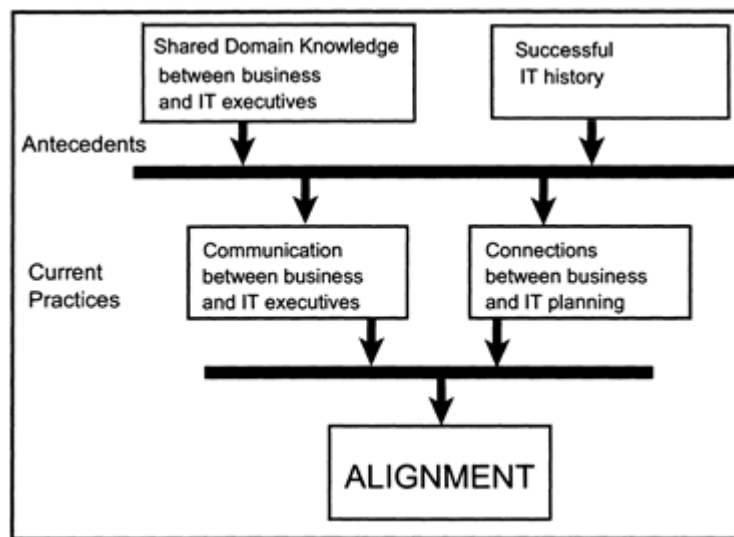 Shared Domain Knowledge
between business
and IT executives
Successful
IT history
Antecedents
Communication
between business
and IT executives
Connections
between business
and IT planning
Current
Practices
ALIGNMENT